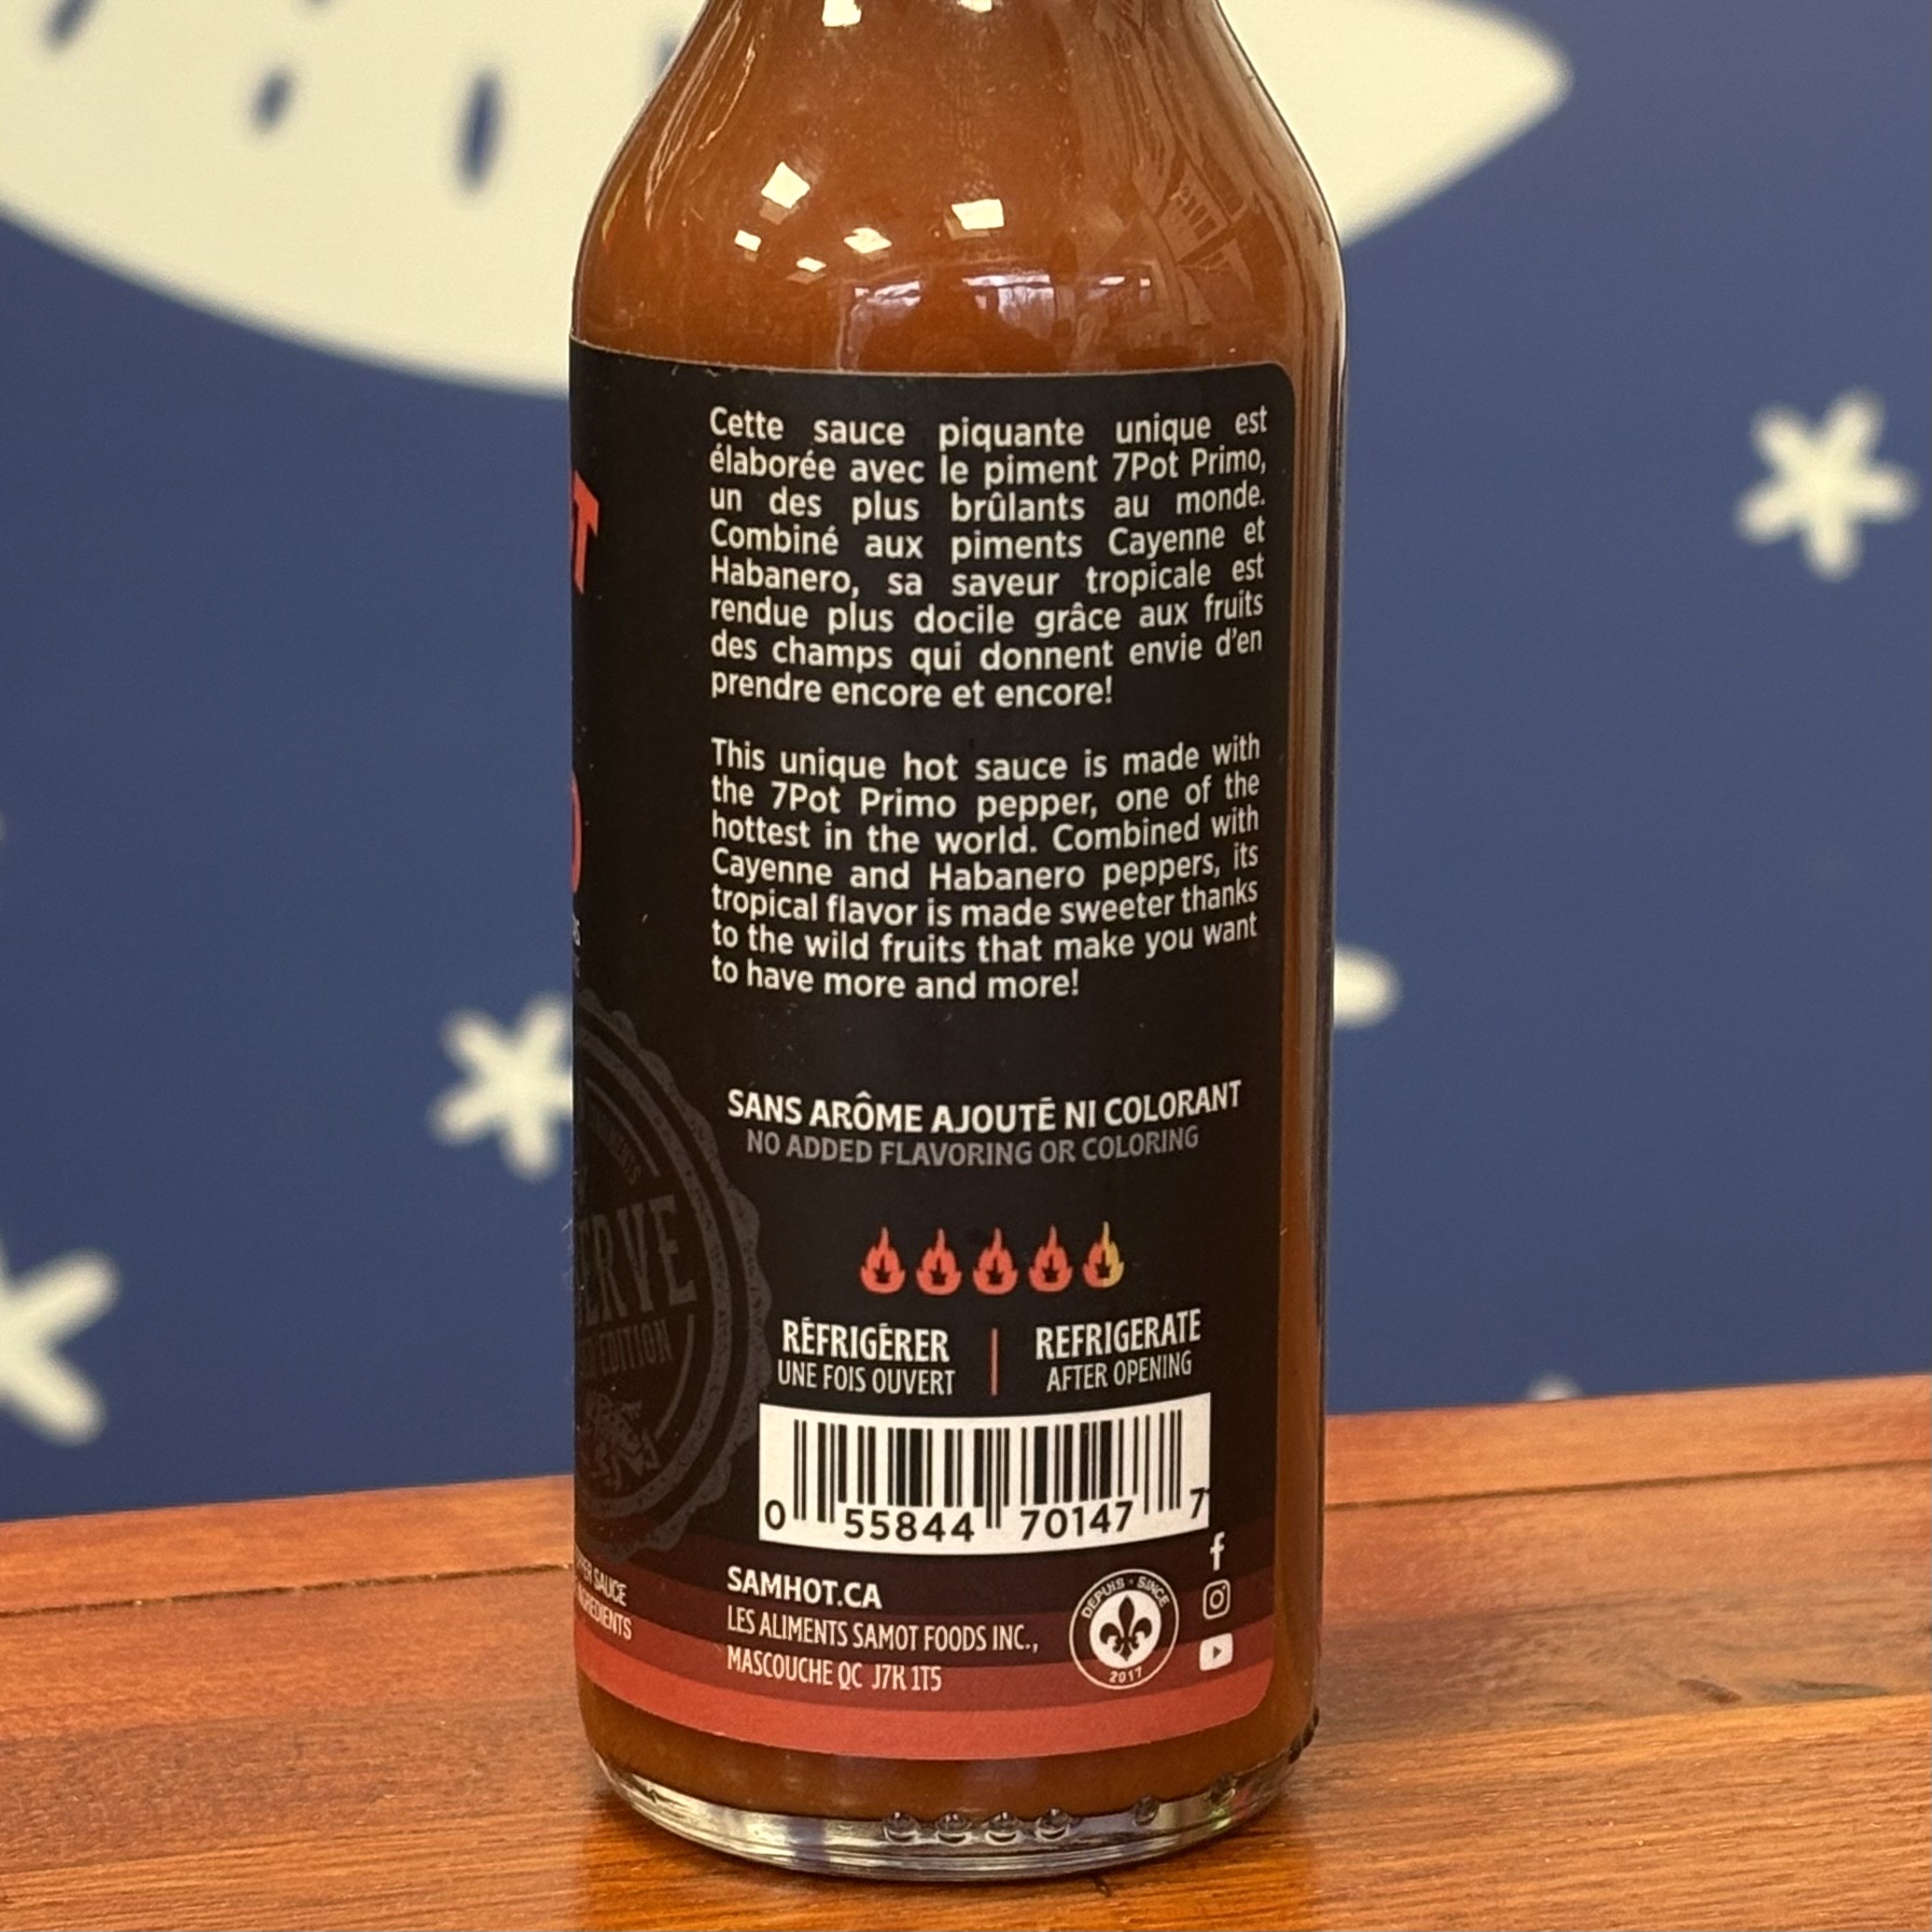 Cette sauce piquante unique est
élaborée avec le piment 7Pot Primo,
un des plus brûlants au monde.
Combiné aux piments Cayenne et
Habanero, sa saveur tropicale est
rendue plus docile grâce aux fruits
des champs qui donnent envie d'en
prendre encore et encore!
This unique hot sauce is made with
the 7Pot Primo pepper, one of the
hottest in the world. Combined with
Cayenne and Habanero peppers, its
tropical flavor is made sweeter thanks
to the wild fruits that make you want
to have more and more!
SANS ARÔME AJOUTÉ NI COLORANT
NO ADDED FLAVORING OR COLORING
ERVE
EDITION
RÉFRIGÉRER
UNE FOIS OUVERT
REFRIGERATE
AFTER OPENING
0 55844 70147 7
SAUCE
SAMHOT.CA
LES ALIMENTS SAMOT FOODS INC.,
MASCOUCHE QC J7K 1T5
DEPUIS · SINCE
2017